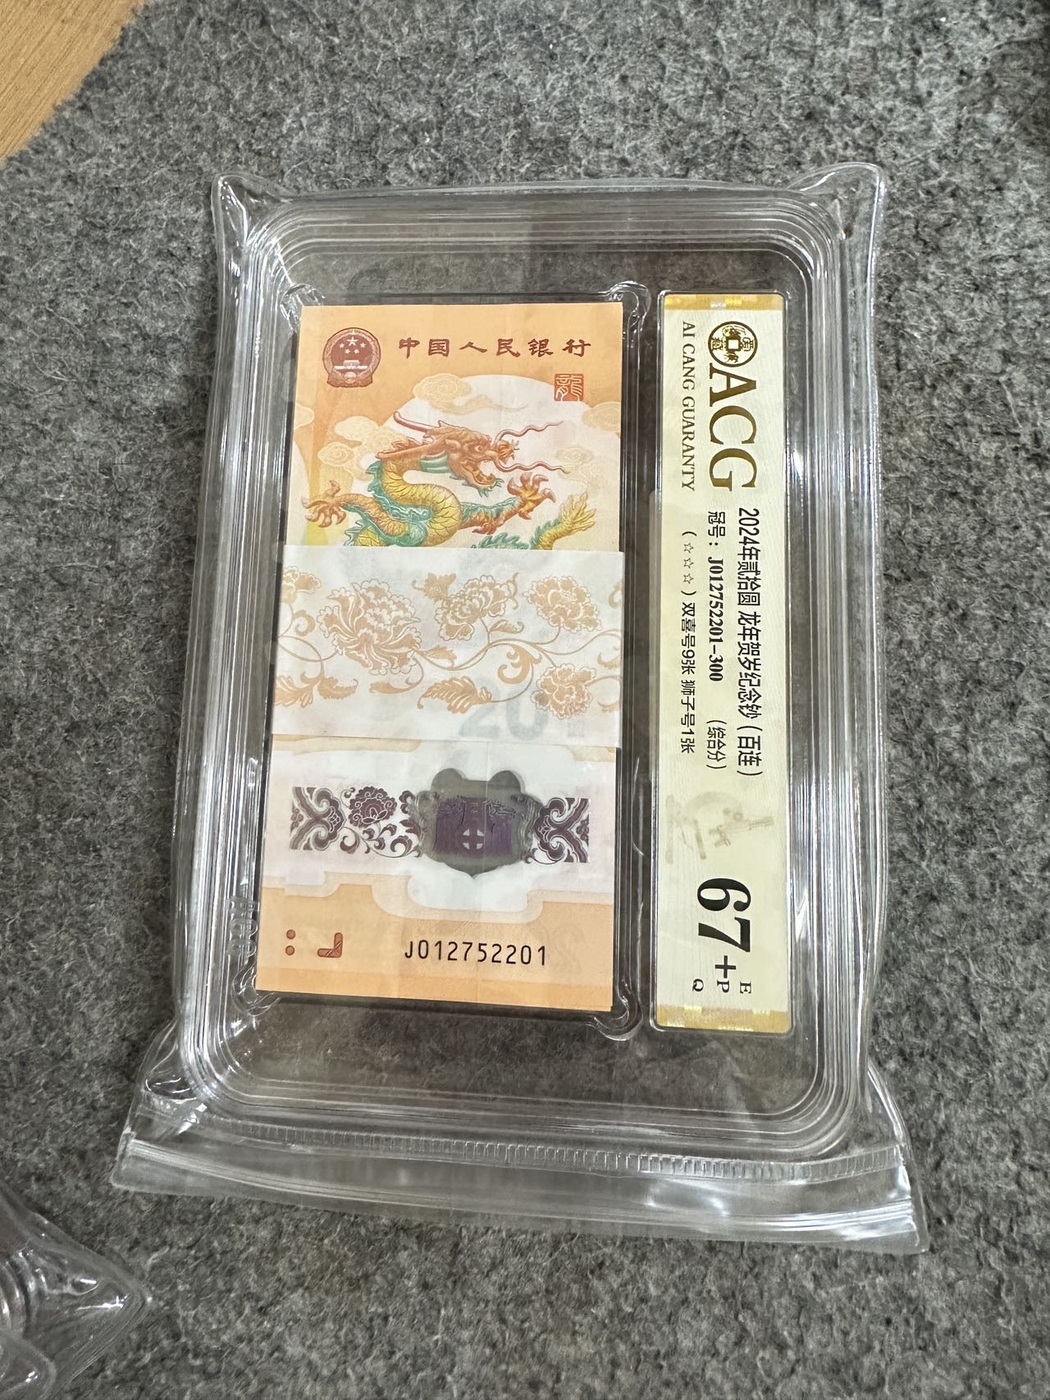 中国人民银行
J012752201
ACG
AI CANG GUARANTY
2024年贰拾圆 龙年贺岁纪念钞（百连）
冠号：J012752201-300 （综合分）
（☆☆☆）双喜号9张 狮子号1张
67+ E
P
Q